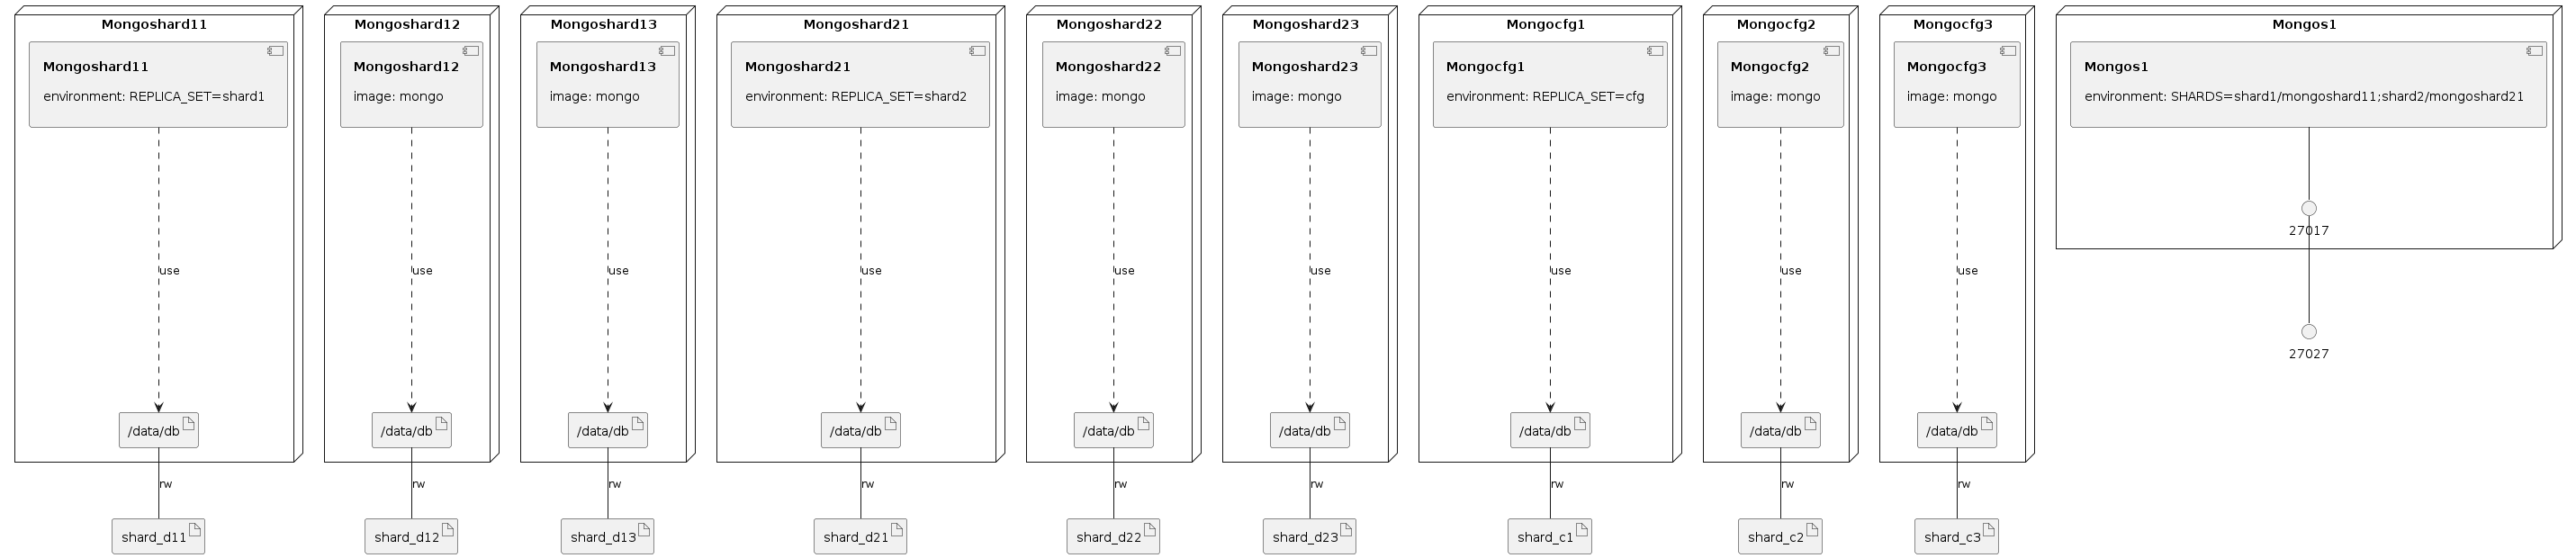 Mongoshard11
Mongoshard11
environment: REPLICA_SET=shard1
use
/data/db
rw
shard_d11
Mongoshard12
Mongoshard12
image: mongo
use
/data/db
rw
shard_d12
Mongoshard13
Mongoshard13
image: mongo
use
/data/db
rw
shard_d13
Mongoshard21
Mongoshard21
environment: REPLICA_SET=shard2
use
/data/db
rw
shard_d21
Mongoshard22
Mongoshard22
image: mongo
use
/data/db
rw
shard_d22
Mongoshard23
Mongoshard23
image: mongo
use
/data/db
rw
shard_d23
Mongocfg1
Mongocfg1
environment: REPLICA_SET=cfg
use
/data/db
rw
shard_c1
Mongocfg2
Mongocfg2
image: mongo
use
/data/db
rw
shard_c2
Mongocfg3
Mongocfg3
image: mongo
use
/data/db
rw
shard_c3
Mongos1
Mongos1
environment: SHARDS=shard1/mongoshard11;shard2/mongoshard21
27017
27027